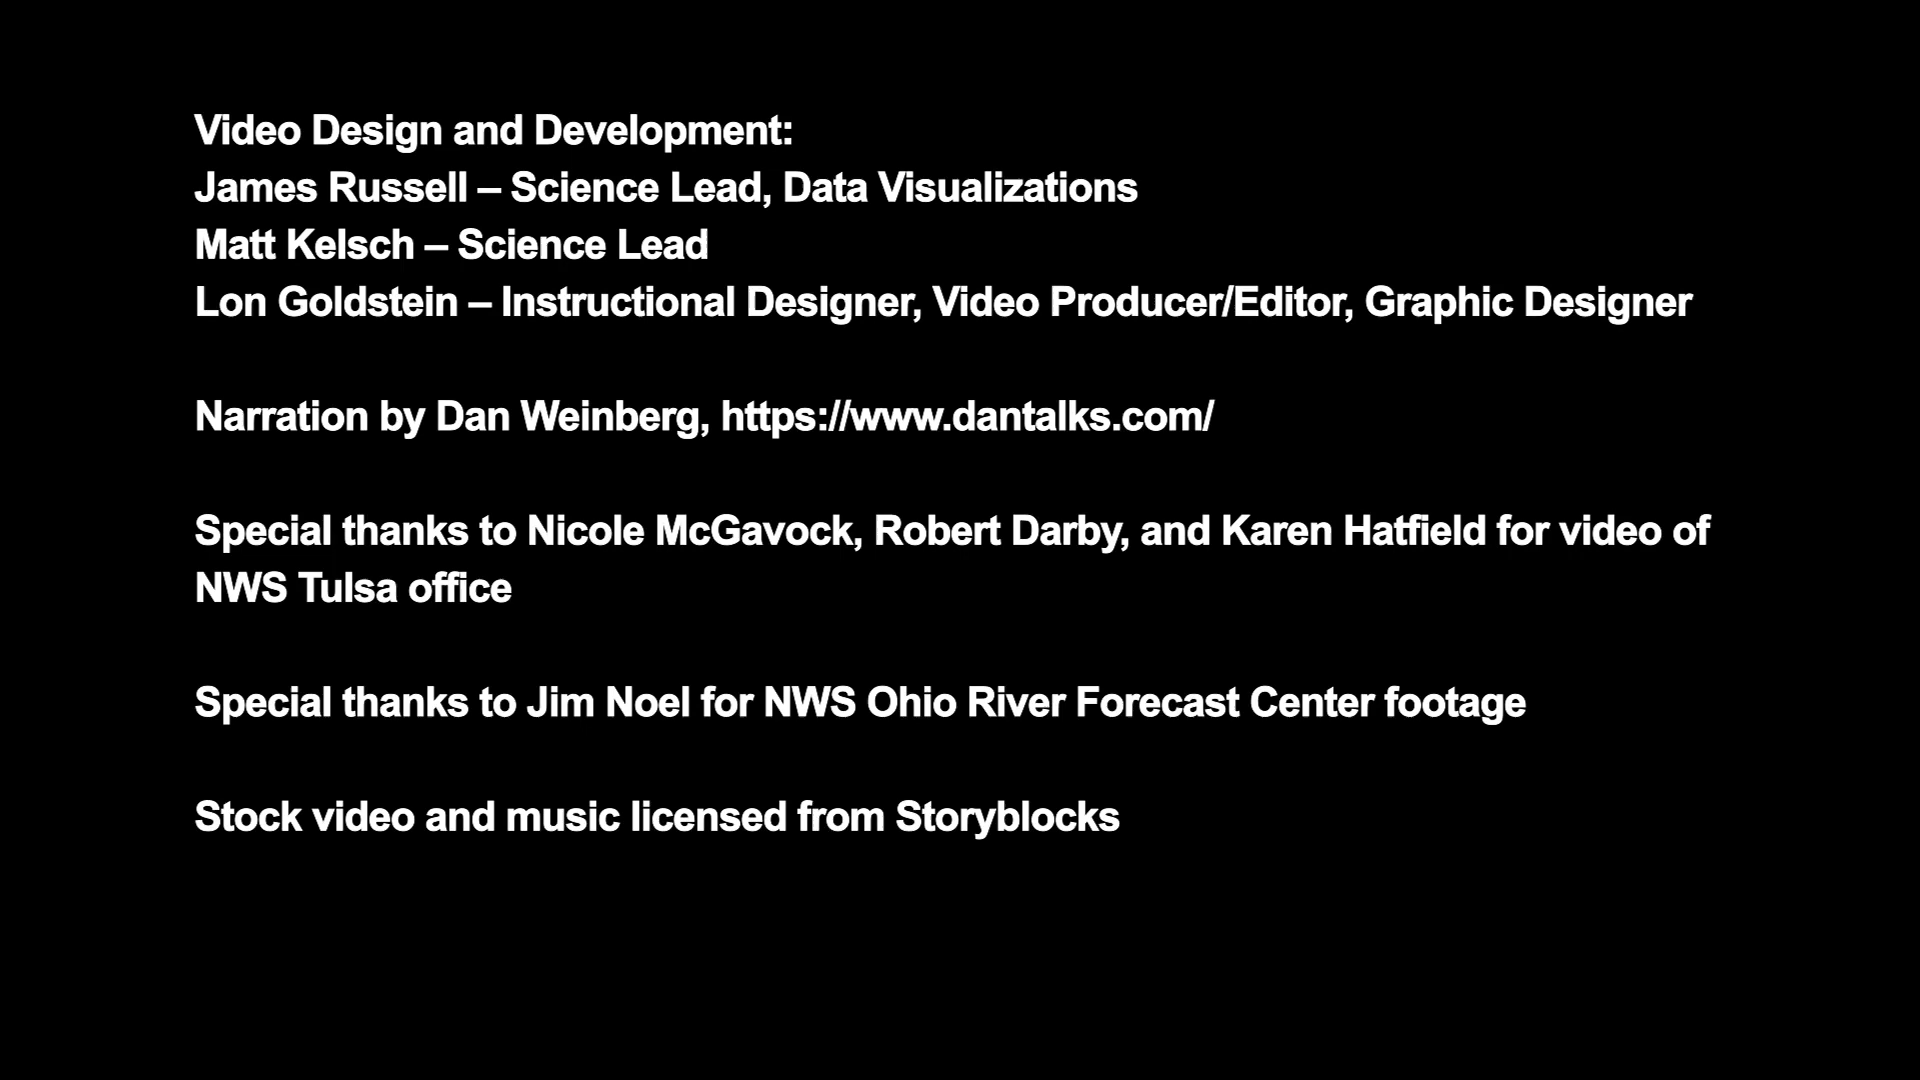 Video Design and Development:
James Russell – Science Lead, Data Visualizations
Matt Kelsch – Science Lead
Lon Goldstein – Instructional Designer, Video Producer/Editor, Graphic Designer
Narration by Dan Weinberg, https://www.dantalks.com/
Special thanks to Nicole McGavock, Robert Darby, and Karen Hatfield for video of
NWS Tulsa office
Special thanks to Jim Noel for NWS Ohio River Forecast Center footage
Stock video and music licensed from Storyblocks